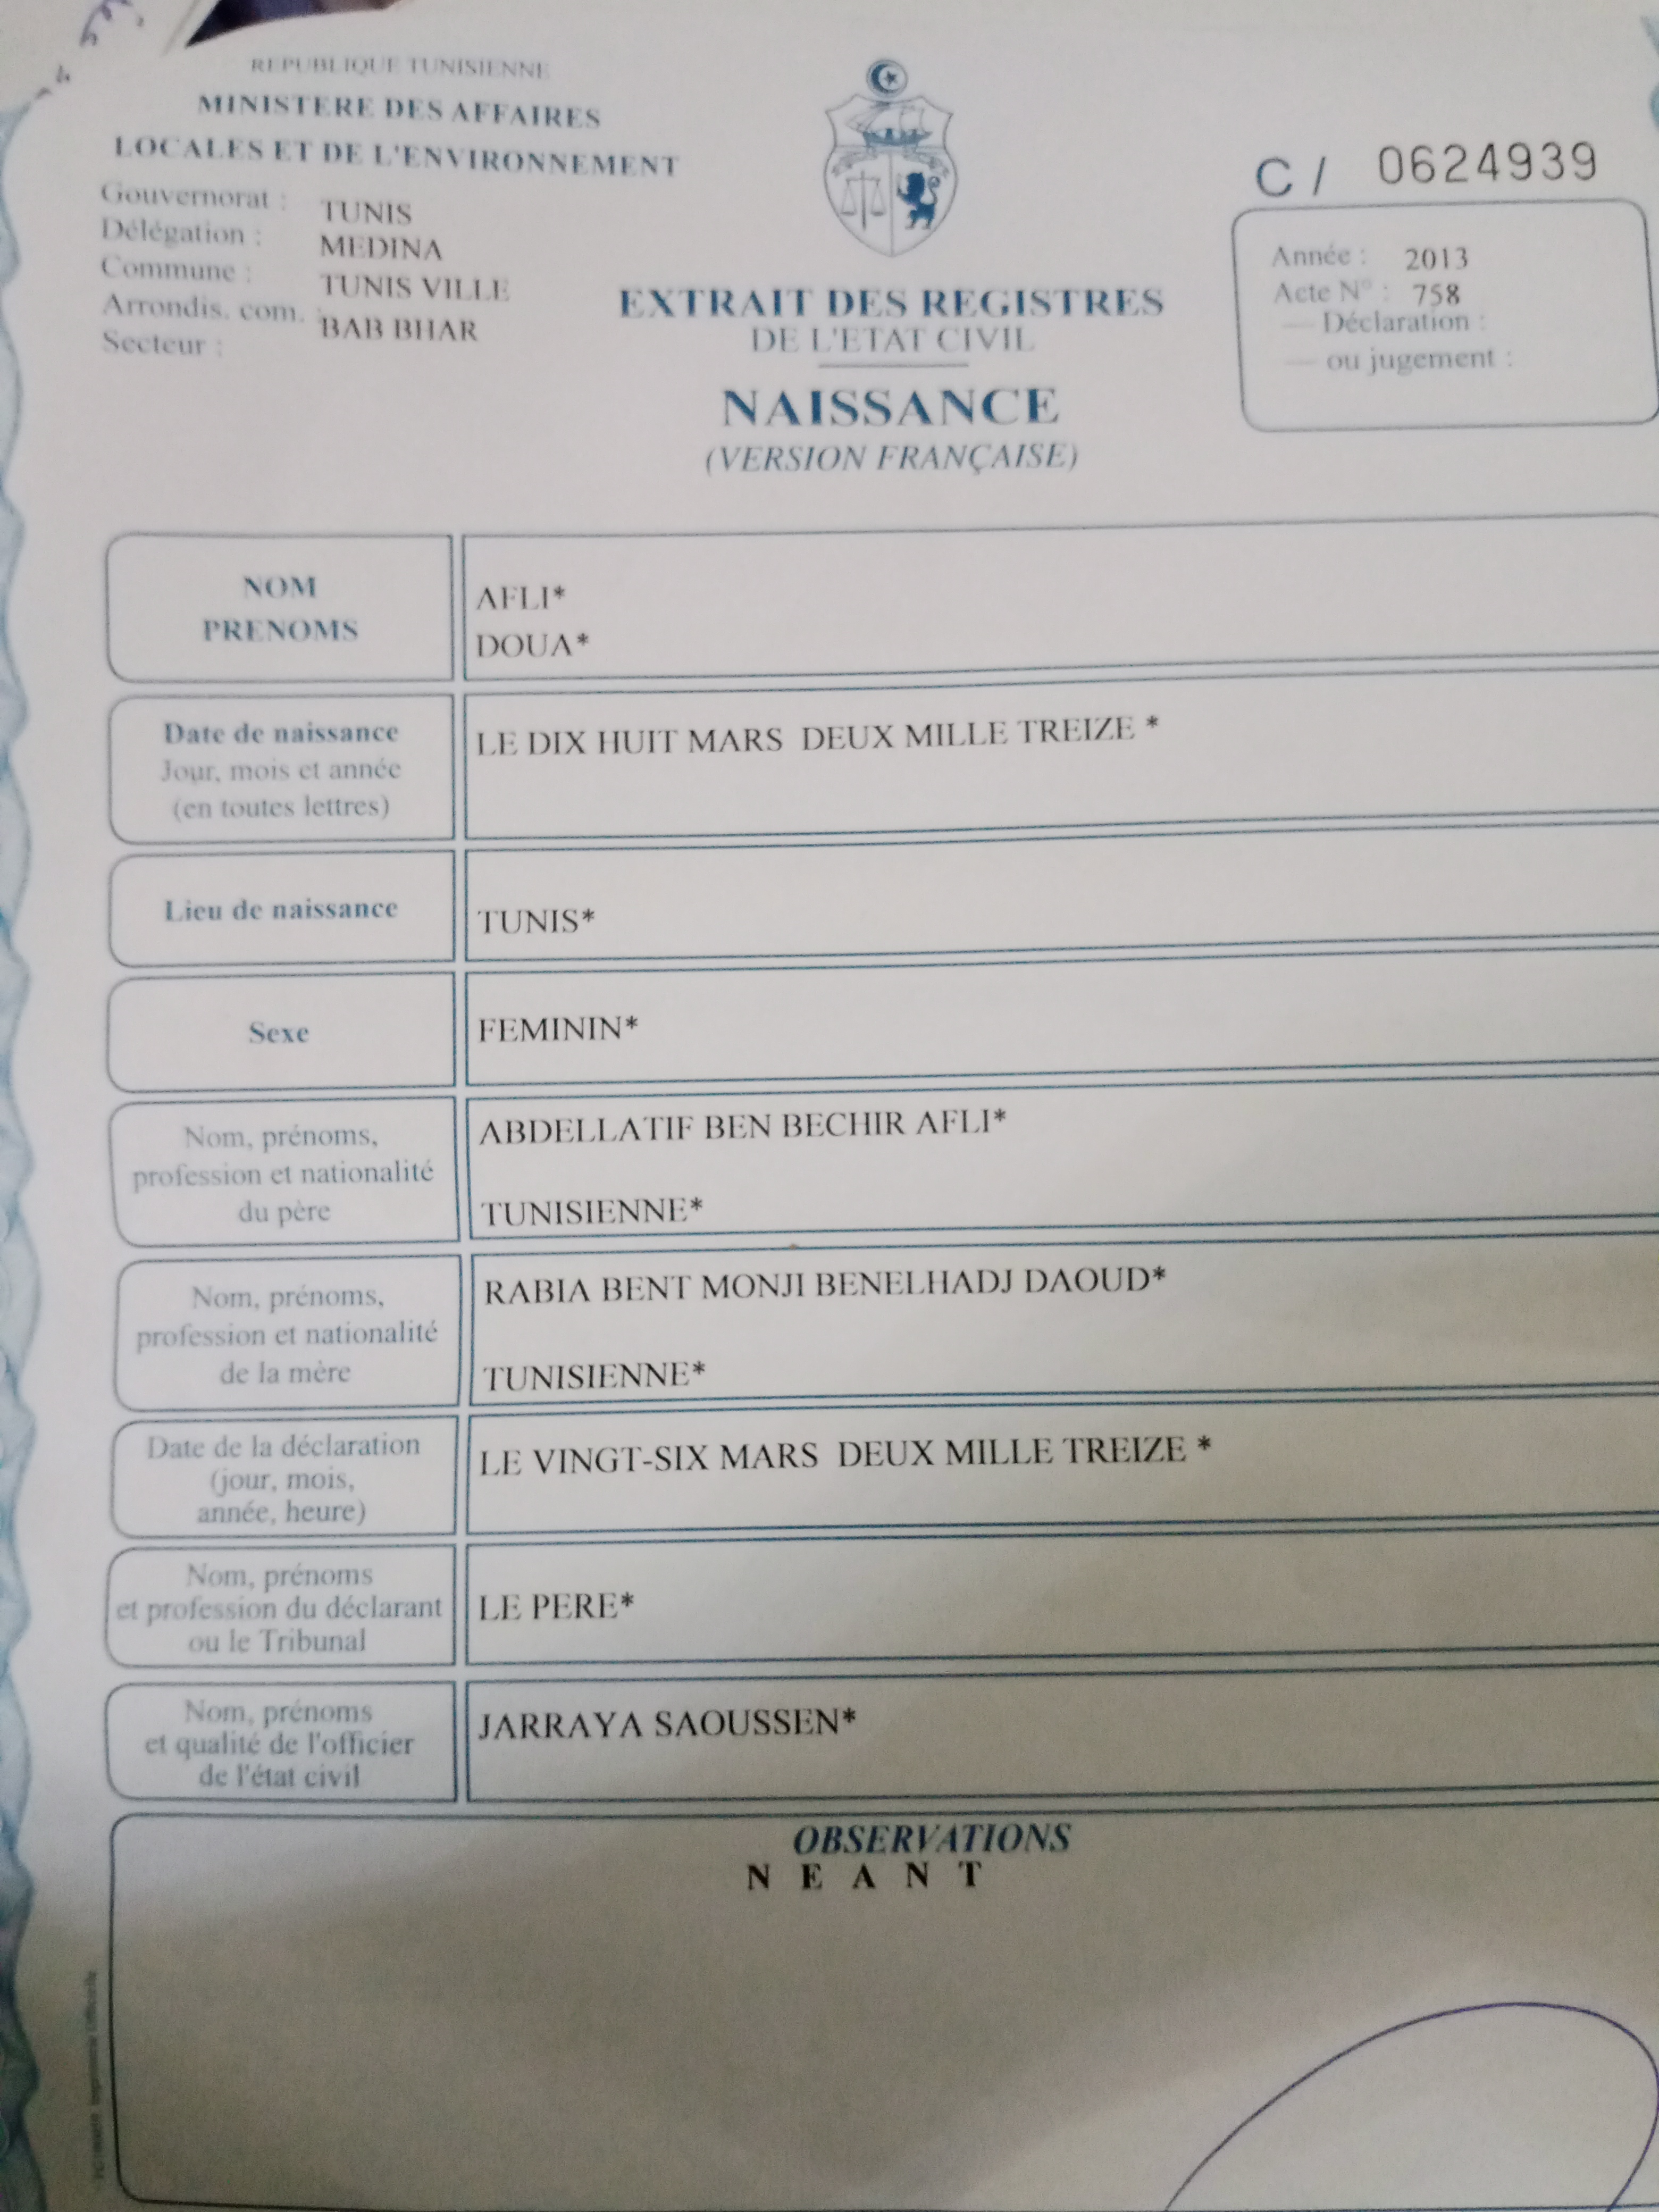 REPUBLIQUE TUNISIENNE
MINISTERE DES AFFAIRES
LOCALES ET DE L'ENVIRONNEMENT
Gouvernorat : TUNIS
Délégation : MEDINA
Commune : TUNIS VILLE
Arrondis. com. : BAB BHAR
Secteur :
C / 0624939
Année : 2013
Acte N° : 758
— Déclaration :
— ou jugement :
EXTRAIT DES REGISTRES
DE L'ETAT CIVIL
NAISSANCE
(VERSION FRANÇAISE)
NOM
PRENOMS
AFLI*
DOUA*
Date de naissance
Jour, mois et année
(en toutes lettres)
LE DIX HUIT MARS DEUX MILLE TREIZE *
Lieu de naissance
TUNIS*
Sexe
FEMININ*
Nom, prénoms,
profession et nationalité
du père
ABDELLATIF BEN BECHIR AFLI*
TUNISIENNE*
Nom, prénoms,
profession et nationalité
de la mère
RABIA BENT MONJI BENELHADJ DAOUD*
TUNISIENNE*
Date de la déclaration
(jour, mois,
année, heure)
LE VINGT-SIX MARS DEUX MILLE TREIZE *
Nom, prénoms
et profession du déclarant
ou le Tribunal
LE PERE*
Nom, prénoms
et qualité de l'officier
de l'état civil
JARRAYA SAOUSSEN*
OBSERVATIONS
N E A N T